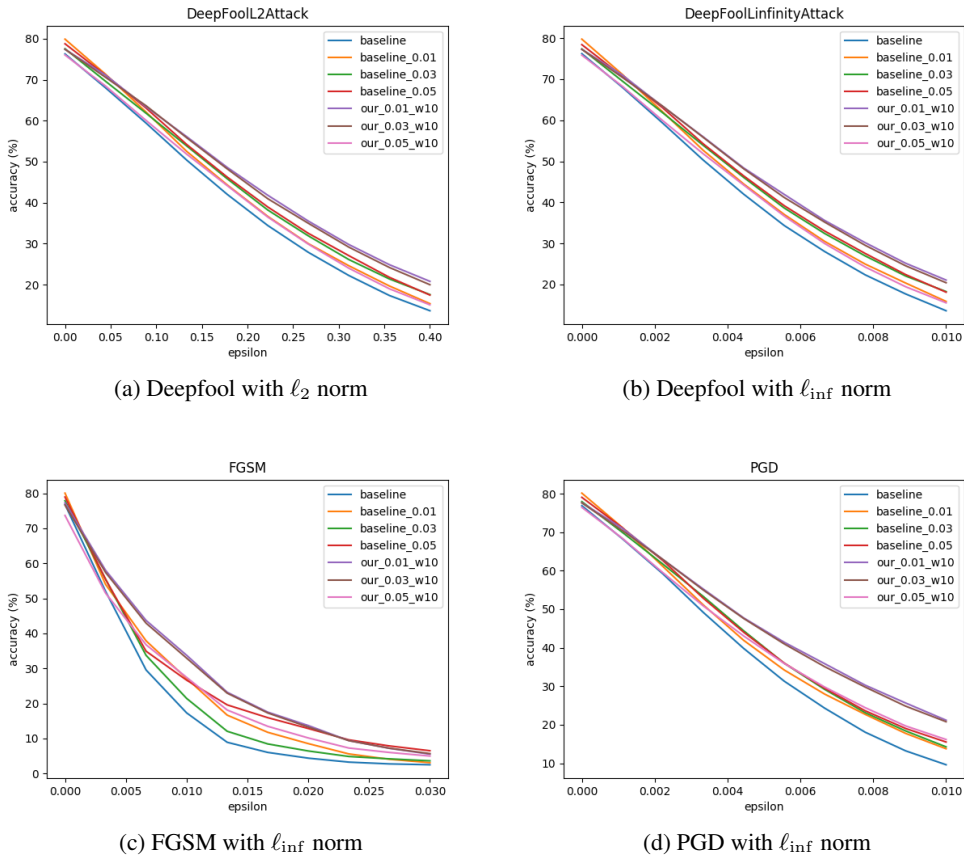 DeepFoolL2Attack
accuracy (%)
80
70
60
50
40
30
20
0.00 0.05 0.10 0.15 0.20 0.25 0.30 0.35 0.40
epsilon
baseline
baseline_0.01
baseline_0.03
baseline_0.05
our_0.01_w10
our_0.03_w10
our_0.05_w10
(a) Deepfool with ℓ2 norm
DeepFoolLinfinityAttack
accuracy (%)
80
70
60
50
40
30
20
0.000 0.002 0.004 0.006 0.008 0.010
epsilon
baseline
baseline_0.01
baseline_0.03
baseline_0.05
our_0.01_w10
our_0.03_w10
our_0.05_w10
(b) Deepfool with ℓinf norm
FGSM
accuracy (%)
80
70
60
50
40
30
20
10
0
0.000 0.005 0.010 0.015 0.020 0.025 0.030
epsilon
baseline
baseline_0.01
baseline_0.03
baseline_0.05
our_0.01_w10
our_0.03_w10
our_0.05_w10
(c) FGSM with ℓinf norm
PGD
accuracy (%)
80
70
60
50
40
30
20
10
0.000 0.002 0.004 0.006 0.008 0.010
epsilon
baseline
baseline_0.01
baseline_0.03
baseline_0.05
our_0.01_w10
our_0.03_w10
our_0.05_w10
(d) PGD with ℓinf norm